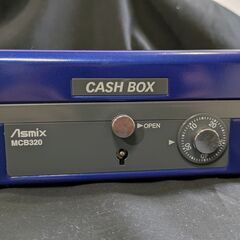 CASH BOX
Asmix
MCB320
▶OPEN